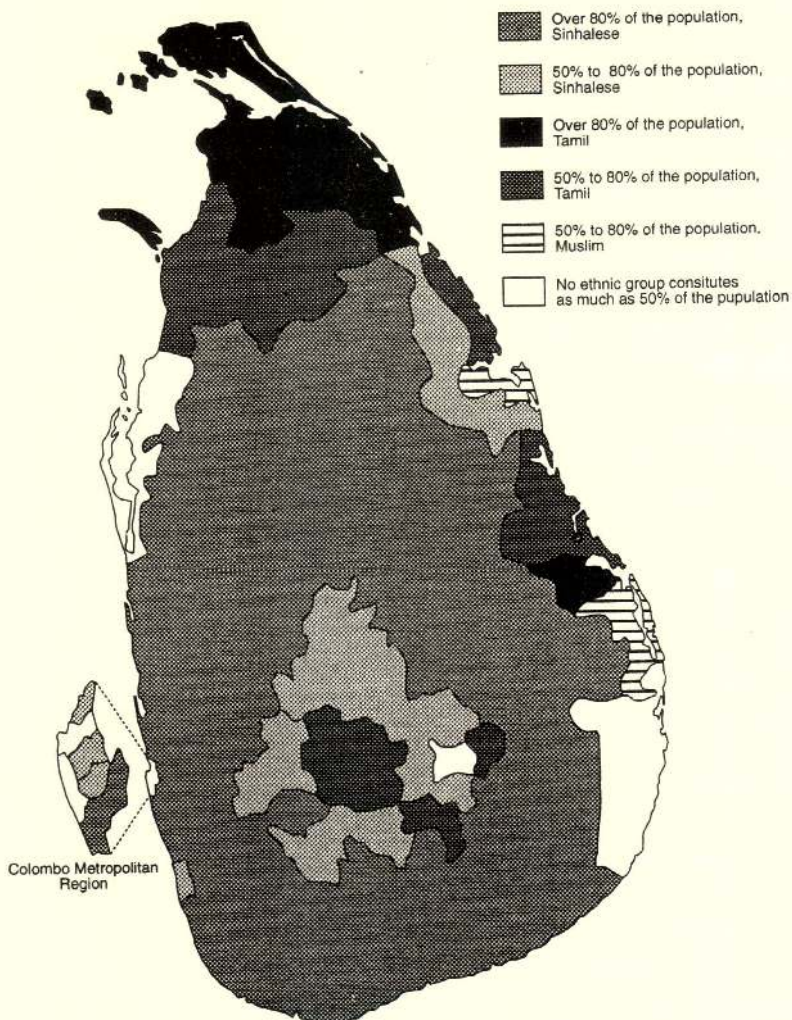 Over 80% of the population,
Sinhalese
50% to 80% of the population,
Sinhalese
Over 80% of the population,
Tamil
50% to 80% of the population,
Tamil
50% to 80% of the population,
Muslim
No ethnic group consitutes
as much as 50% of the pupulation
Colombo Metropolitan
Region